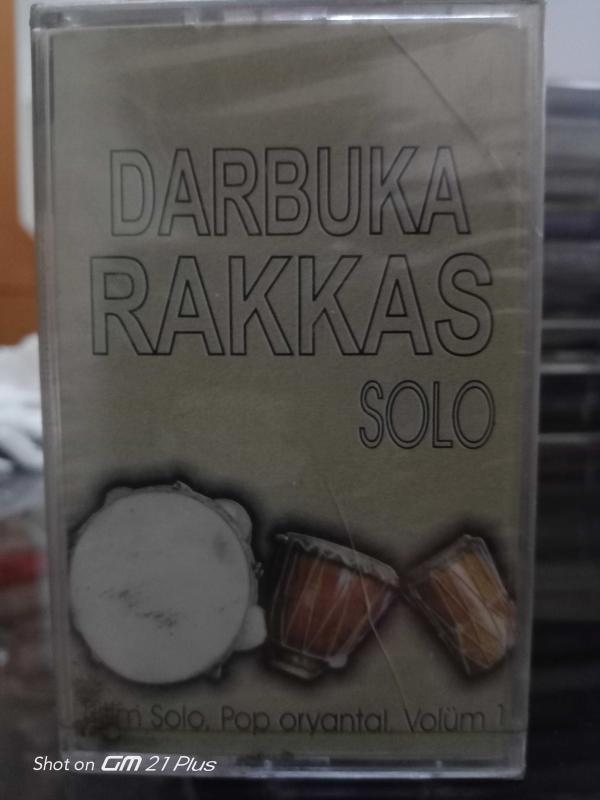 DARBUKA
RAKKAS
SOLO
Solo, Pop oryantal, Volüm 1
Shot on GM 21 Plus